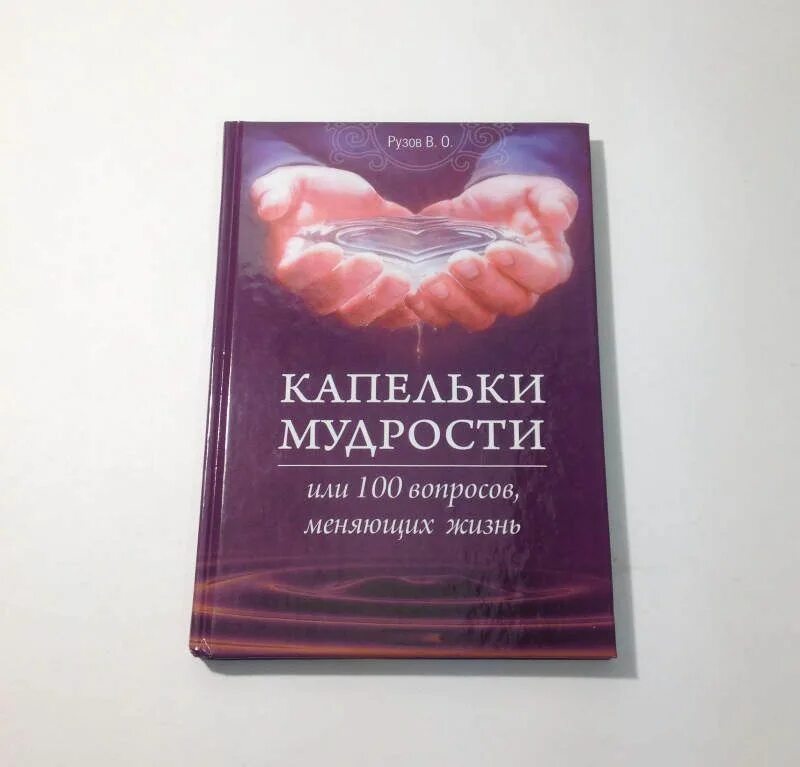 Рузов В. О.
КАПЕЛЬКИ
МУДРОСТИ
или 100 вопросов,
меняющих жизнь